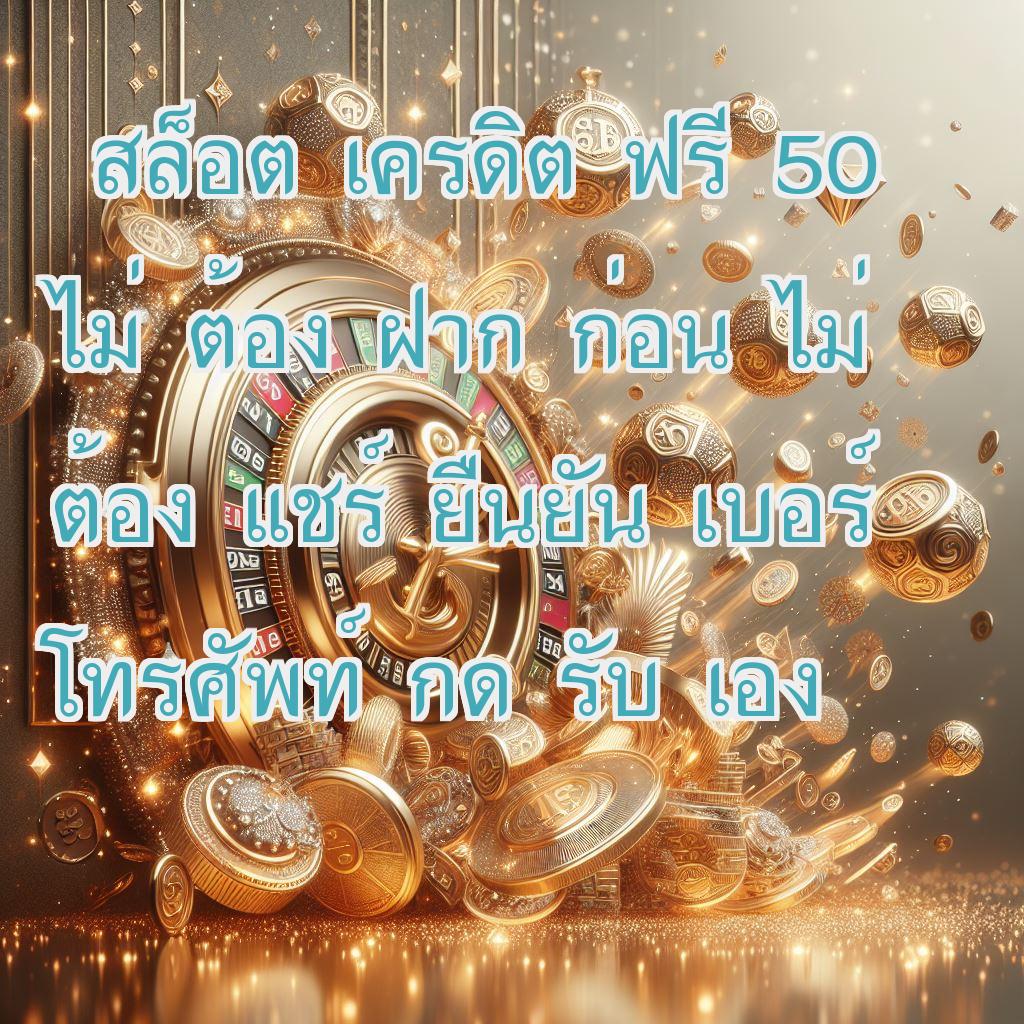 สล็อต เครดิต ฟรี 50
ไม่ ต้อง ฝาก ก่อน ไม่
ต้อง แชร์ ยืนยัน เบอร์
โทรศัพท์ กด รับ เอง